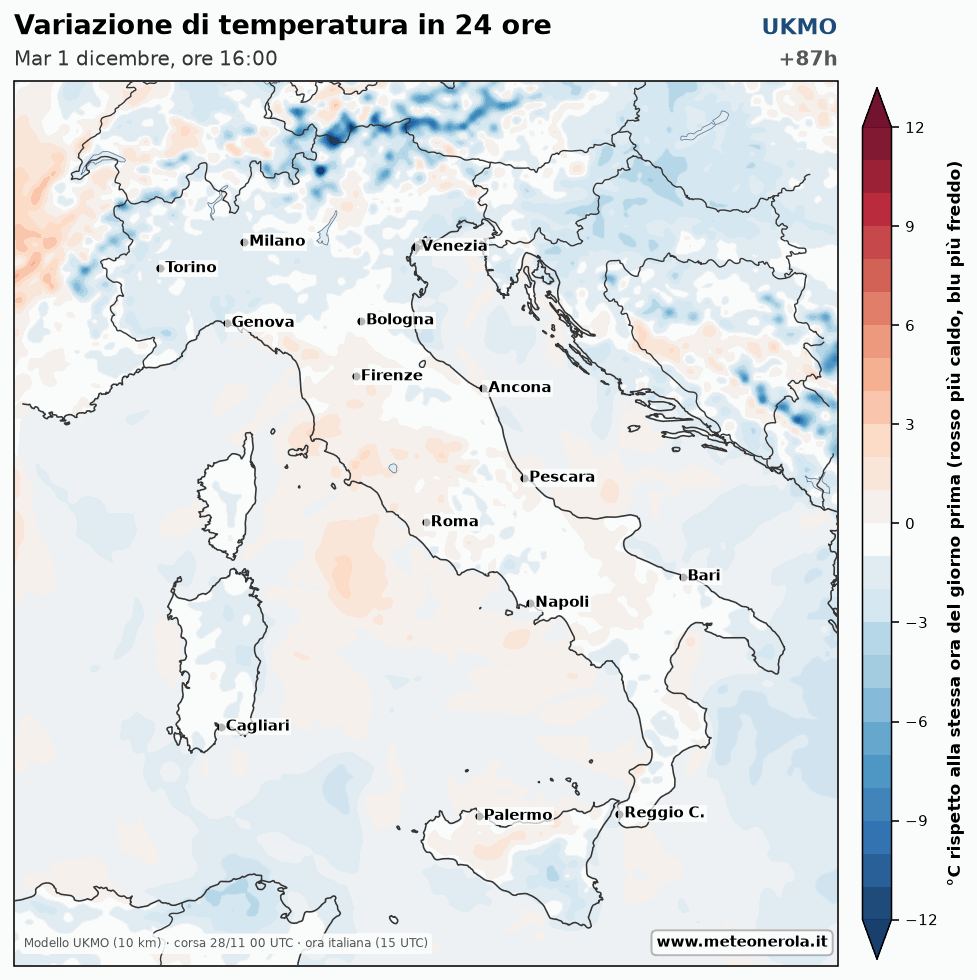 Variazione di temperatura in 24 ore
UKMO
Mar 1 dicembre, ore 16:00
+87h
Milano
Venezia
Torino
Genova
Bologna
Firenze
Ancona
Pescara
Roma
Bari
Napoli
Cagliari
Palermo
Reggio C.
12
9
6
3
0
−3
−6
−9
−12
°C rispetto alla stessa ora del giorno prima (rosso più caldo, blu più freddo)
Modello UKMO (10 km) · corsa 28/11 00 UTC · ora italiana (15 UTC)
www.meteonerola.it